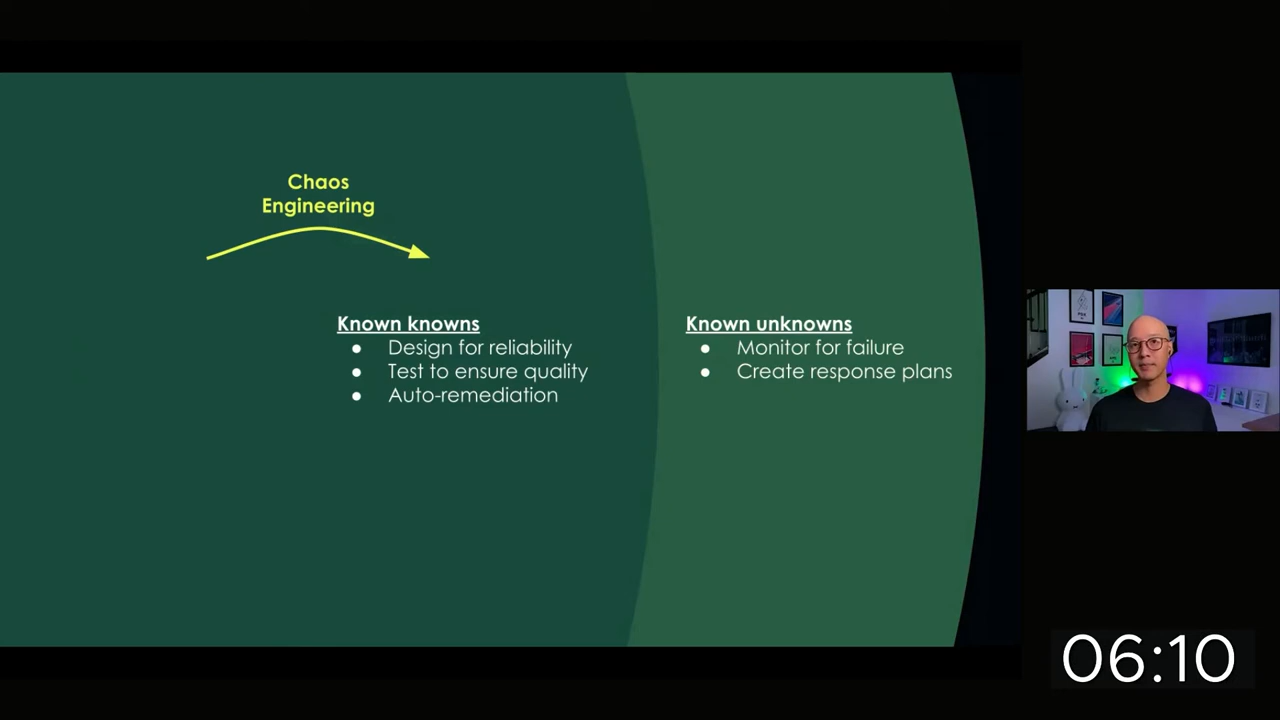 Chaos
Engineering
Known knowns
● Design for reliability
● Test to ensure quality
● Auto-remediation
Known unknowns
● Monitor for failure
● Create response plans
06:10